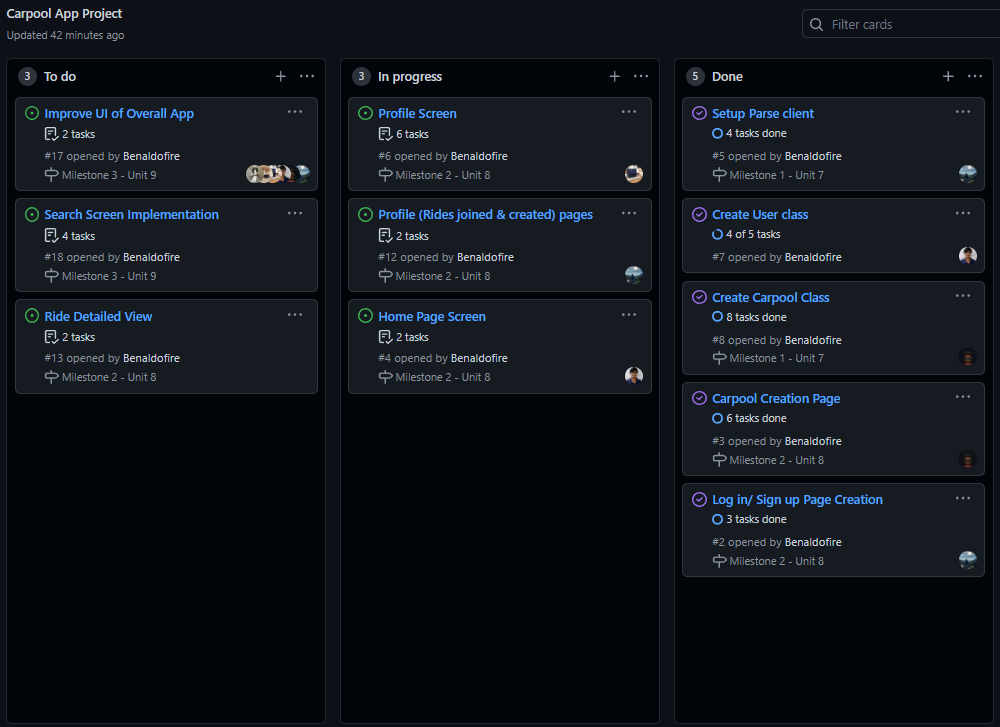 Carpool App Project
Updated 42 minutes ago
Filter cards
3 To do
Improve UI of Overall App
2 tasks
#17 opened by Benaldofire
Milestone 3 - Unit 9
Search Screen Implementation
4 tasks
#18 opened by Benaldofire
Milestone 3 - Unit 9
Ride Detailed View
2 tasks
#13 opened by Benaldofire
Milestone 2 - Unit 8
3 In progress
Profile Screen
6 tasks
#6 opened by Benaldofire
Milestone 2 - Unit 8
Profile (Rides joined & created) pages
2 tasks
#12 opened by Benaldofire
Milestone 2 - Unit 8
Home Page Screen
2 tasks
#4 opened by Benaldofire
Milestone 2 - Unit 8
5 Done
Setup Parse client
4 tasks done
#5 opened by Benaldofire
Milestone 1 - Unit 7
Create User class
4 of 5 tasks
#7 opened by Benaldofire
Create Carpool Class
8 tasks done
#8 opened by Benaldofire
Milestone 1 - Unit 7
Carpool Creation Page
6 tasks done
#3 opened by Benaldofire
Milestone 2 - Unit 8
Log in/ Sign up Page Creation
3 tasks done
#2 opened by Benaldofire
Milestone 2 - Unit 8